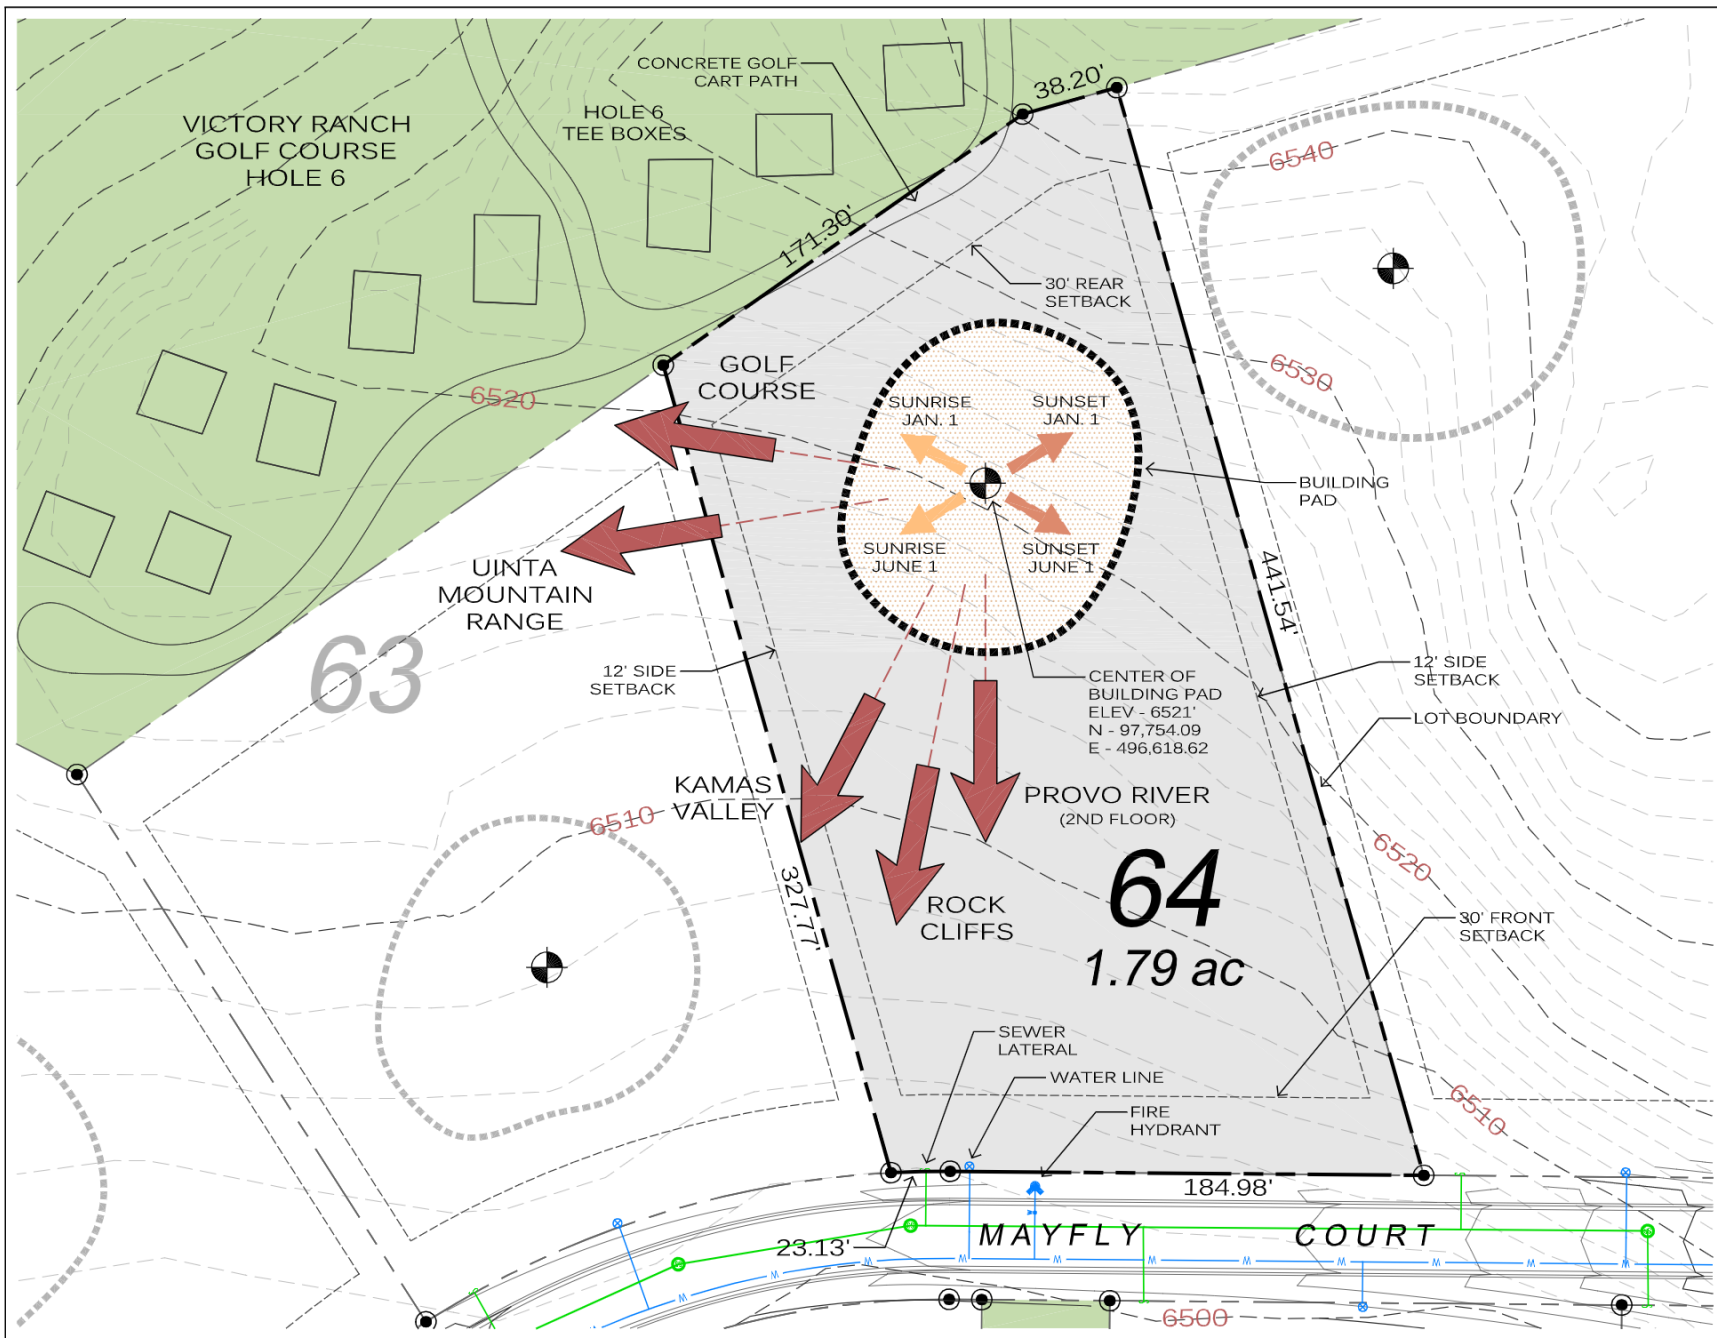 CONCRETE GOLF
CART PATH
38.20'
VICTORY RANCH
GOLF COURSE
HOLE 6
HOLE 6
TEE BOXES
6540
171.30'
30' REAR
SETBACK
GOLF
COURSE
6530
6520
SUNRISE
JAN. 1
SUNSET
JAN. 1
BUILDING
PAD
SUNRISE
JUNE 1
SUNSET
JUNE 1
UINTA
MOUNTAIN
RANGE
441.54'
63
12' SIDE
SETBACK
CENTER OF
BUILDING PAD
ELEV - 6521'
N - 97,754.09
E - 496,618.62
12' SIDE
SETBACK
LOT BOUNDARY
KAMAS
VALLEY
PROVO RIVER
(2ND FLOOR)
6510
6520
64
1.79 ac
327.77'
ROCK
CLIFFS
30' FRONT
SETBACK
SEWER
LATERAL
WATER LINE
FIRE
HYDRANT
6510
184.98'
23.13'
MAYFLY COURT
W W W W W W W W W
6500